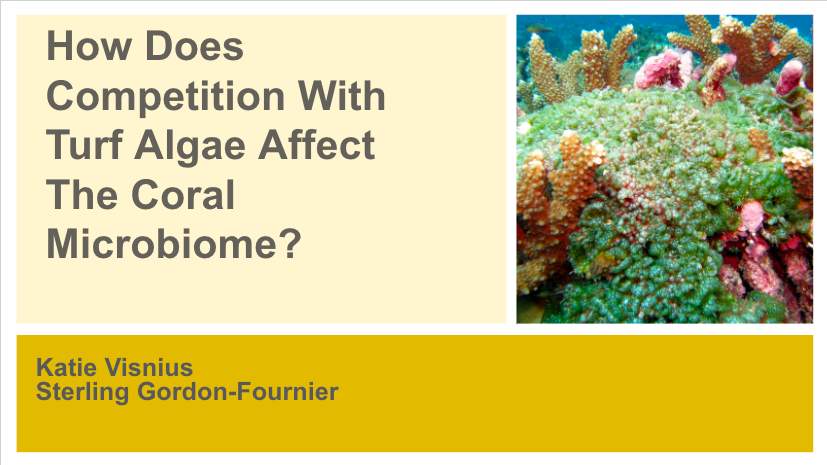 How Does
Competition With
Turf Algae Affect
The Coral
Microbiome?
Katie Visnius
Sterling Gordon-Fournier